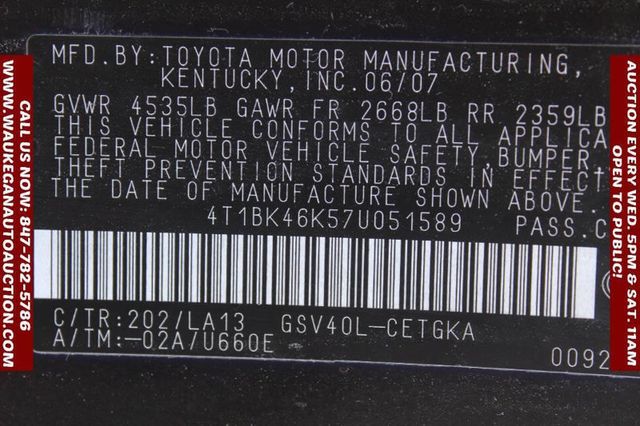 MFD.BY:TOYOTA MOTOR MANUFACTURING,
KENTUCKY,INC.06/07
GVWR 4535LB GAWR FR 2668LB RR 2359LB
THIS VEHICLE CONFORMS TO ALL APPLICA
FEDERAL MOTOR VEHICLE SAFETY,BUMPER,
THEFT PREVENTION STANDARDS IN EFFECT
THE DATE OF MANUFACTURE SHOWN ABOVE.
4T1BK46K57U051589 PASS.C
C/TR:202/LA13 GSV40L-CETGKA
A/TM:-02A/U660E
0092
CALL US NOW: 847-782-5786
WWW.WAUKEGANAUTOAUCTION.COM
AUCTION EVERY WED. 5PM & SAT. 11AM
OPEN TO PUBLIC!